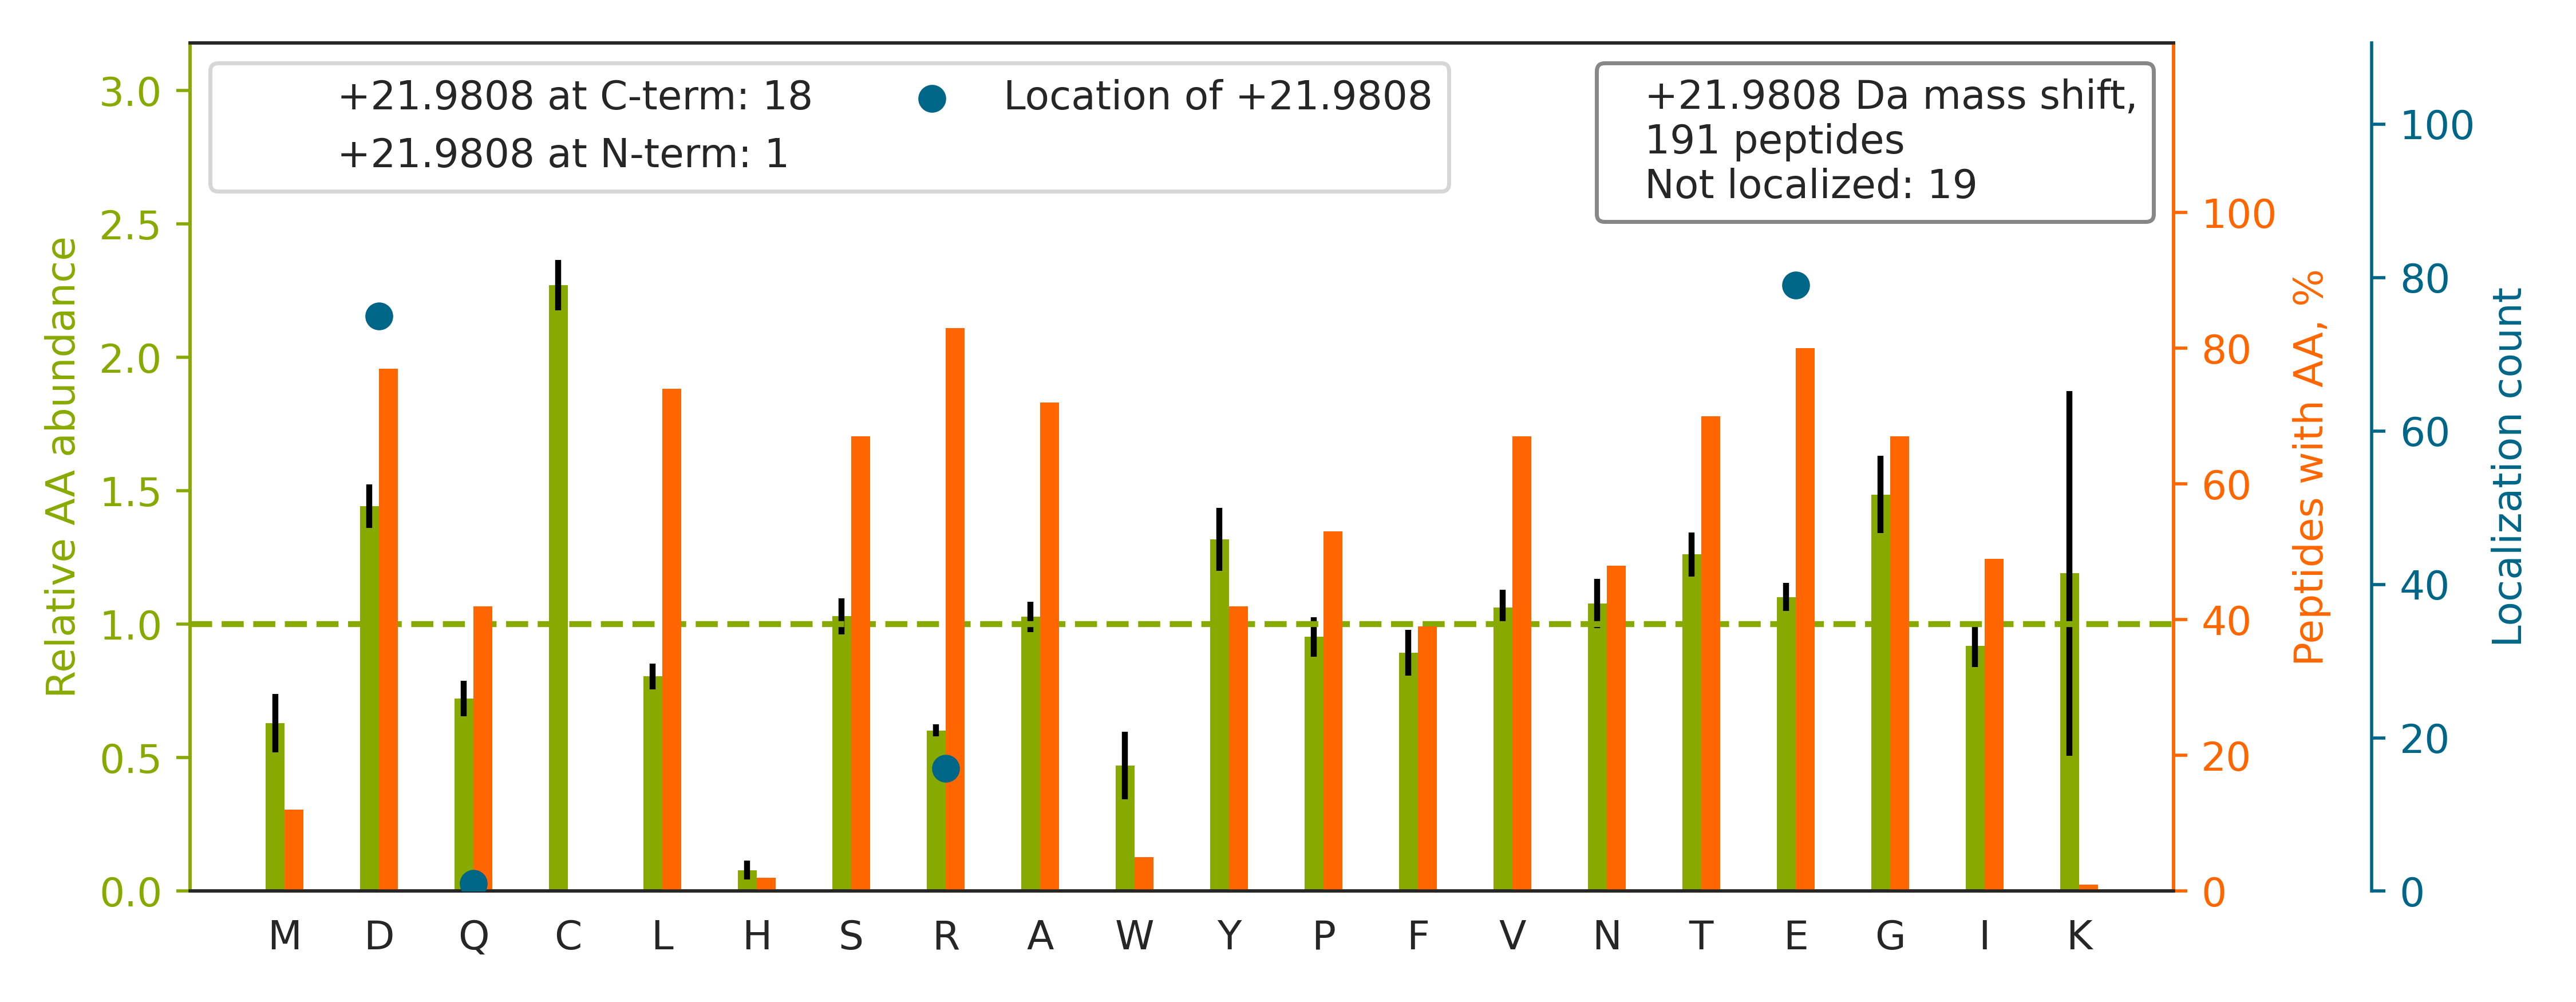 +21.9808 at C-term: 18
+21.9808 at N-term: 1
Location of +21.9808
+21.9808 Da mass shift,
191 peptides
Not localized: 19
Relative AA abundance
3.0
2.5
2.0
1.5
1.0
0.5
0.0
Peptides with AA, %
100
80
60
40
20
0
Localization count
100
80
60
40
20
0
M D Q C L H S R A W Y P F V N T E G I K